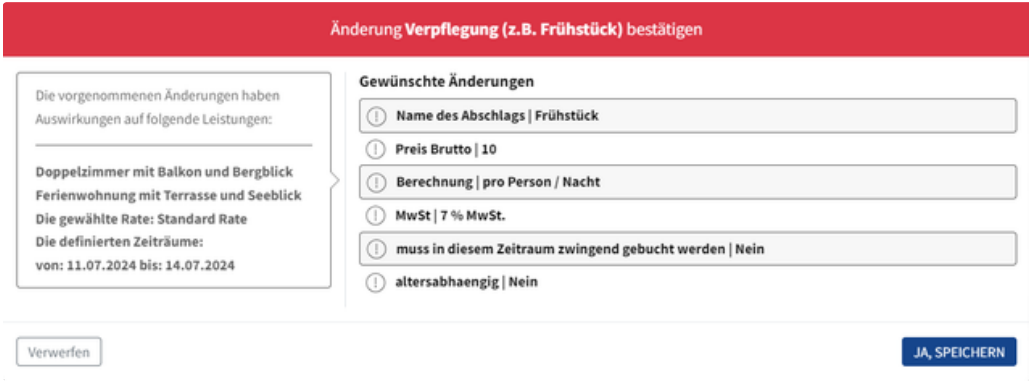 Änderung Verpflegung (z.B. Frühstück) bestätigen
Die vorgenommenen Änderungen haben
Auswirkungen auf folgende Leistungen:
Doppelzimmer mit Balkon und Bergblick
Ferienwohnung mit Terrasse und Seeblick
Die gewählte Rate: Standard Rate
Die definierten Zeiträume:
von: 11.07.2024 bis: 14.07.2024
Gewünschte Änderungen
Name des Abschlags | Frühstück
Preis Brutto | 10
Berechnung | pro Person / Nacht
MwSt | 7 % MwSt.
muss in diesem Zeitraum zwingend gebucht werden | Nein
altersabhaengig | Nein
Verwerfen
JA, SPEICHERN